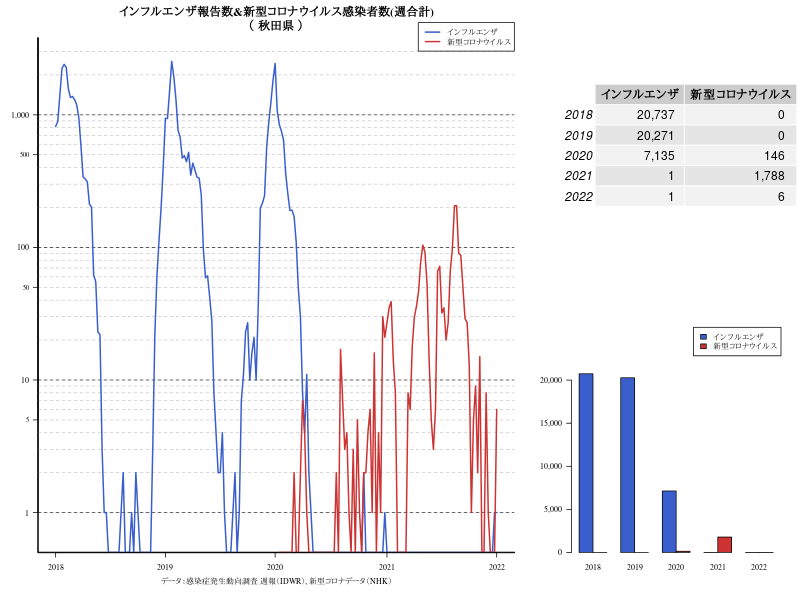 インフルエンザ報告数&新型コロナウイルス感染者数(週合計)
( 秋田県 )
インフルエンザ
新型コロナウイルス
1,000
500
100
50
10
5
1
2018
2019
2020
2021
2022
データ:感染症発生動向調査 週報(IDWR)、新型コロナデータ(NHK)
インフルエンザ 新型コロナウイルス
2018 20,737 0
2019 20,271 0
2020 7,135 146
2021 1 1,788
2022 1 6
インフルエンザ
新型コロナウイルス
20,000
15,000
10,000
5,000
0
2018
2019
2020
2021
2022